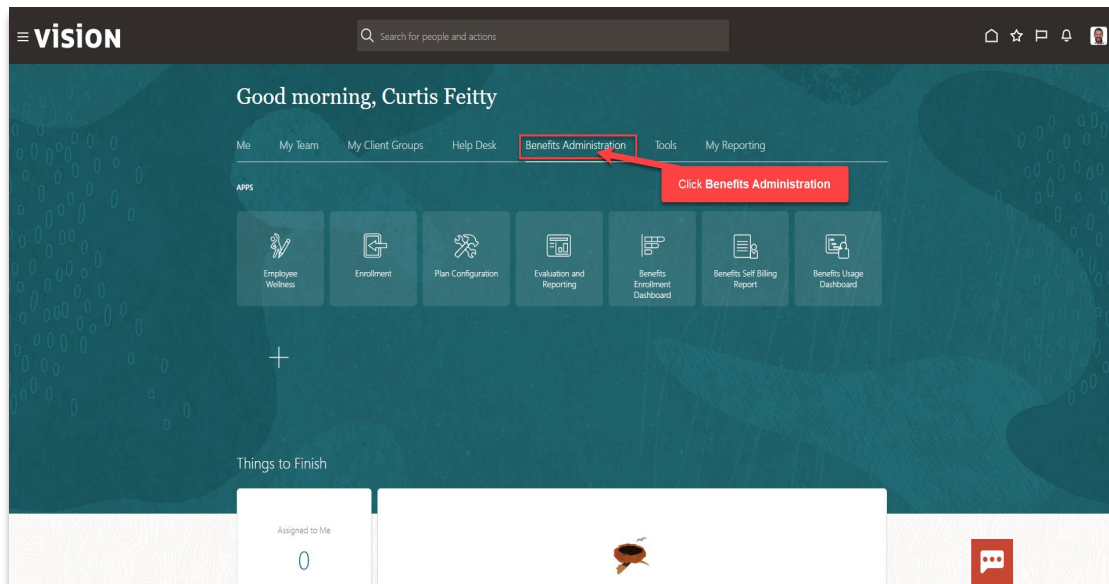 vision
Search for people and actions
Good morning, Curtis Feitty
Me My Team My Client Groups Help Desk Benefits Administration Tools My Reporting
Click Benefits Administration
APPS
Employee
Wellness
Enrollment
Plan Configuration
Evaluation and
Reporting
Benefits
Enrollment
Dashboard
Benefits Self Billing
Report
Benefits Usage
Dashboard
Things to Finish
Assigned to Me
0